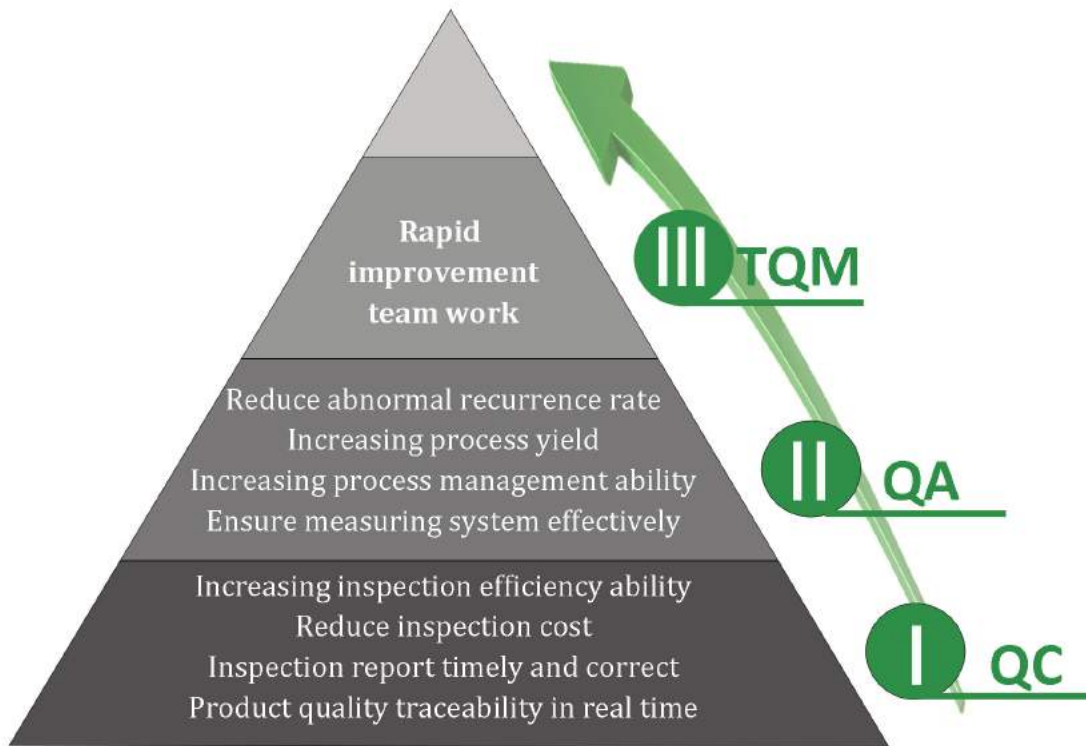 Rapid
improvement
team work
III TQM
Reduce abnormal recurrence rate
Increasing process yield
Increasing process management ability
Ensure measuring system effectively
II QA
Increasing inspection efficiency ability
Reduce inspection cost
Inspection report timely and correct
Product quality traceability in real time
I QC